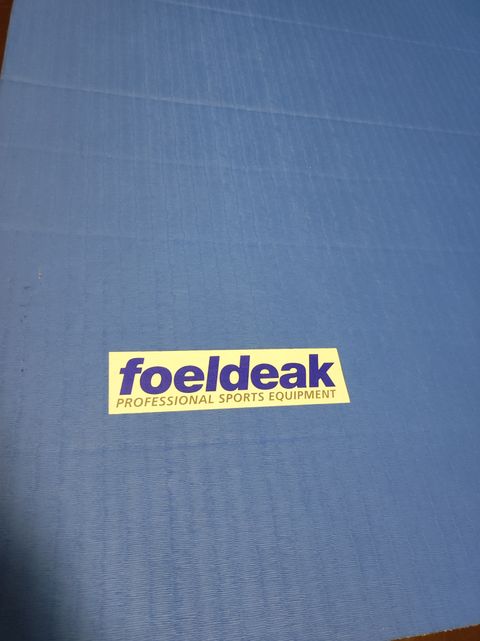 foeldeak
PROFESSIONAL SPORTS EQUIPMENT